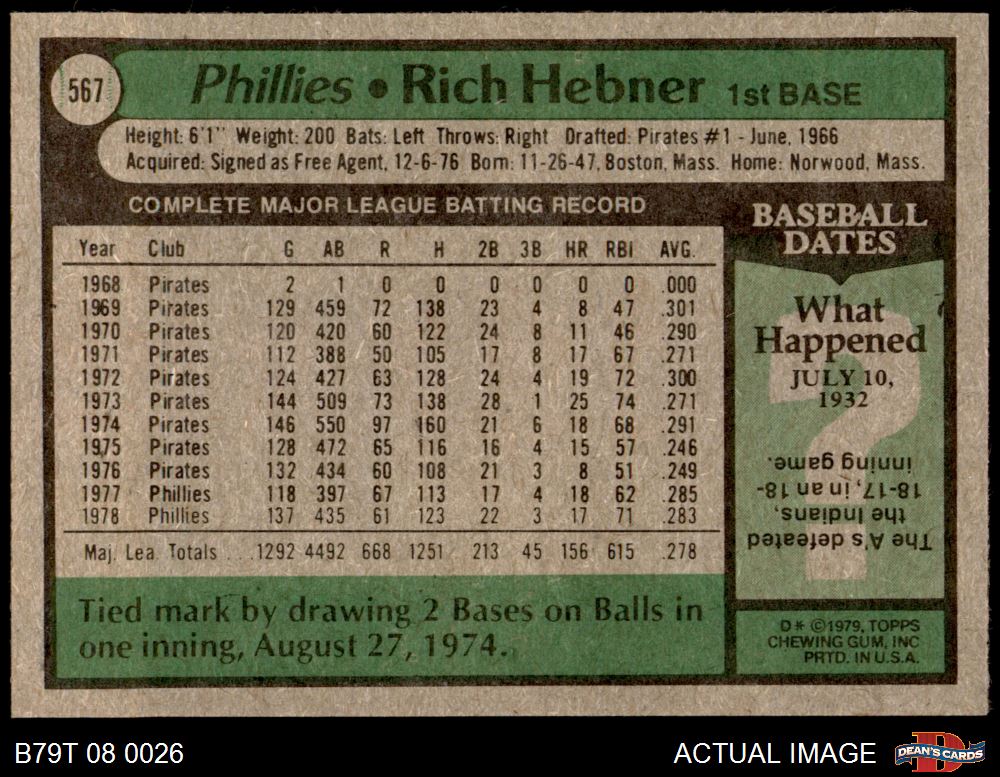 567
Phillies • Rich Hebner 1st BASE
Height: 6'1" Weight: 200 Bats: Left Throws: Right Drafted: Pirates #1 - June, 1966
Acquired: Signed as Free Agent, 12-6-76 Born: 11-26-47, Boston, Mass. Home: Norwood, Mass.
COMPLETE MAJOR LEAGUE BATTING RECORD
Year Club G AB R H 2B 3B HR RBI AVG.
1968 Pirates 2 1 0 0 0 0 0 0 .000
1969 Pirates 129 459 72 138 23 4 8 47 .301
1970 Pirates 120 420 60 122 24 8 11 46 .290
1971 Pirates 112 388 50 105 17 8 17 67 .271
1972 Pirates 124 427 63 128 24 4 19 72 .300
1973 Pirates 144 509 73 138 28 1 25 74 .271
1974 Pirates 146 550 97 160 21 6 18 68 .291
1975 Pirates 128 472 65 116 16 4 15 57 .246
1976 Pirates 132 434 60 108 21 3 8 51 .249
1977 Phillies 118 397 67 113 17 4 18 62 .285
1978 Phillies 137 435 61 123 22 3 17 71 .283
Maj. Lea. Totals ....1292 4492 668 1251 213 45 156 615 .278
Tied mark by drawing 2 Bases on Balls in
one inning, August 27, 1974.
BASEBALL
DATES
What
Happened
JULY 10,
1932
?
The A's defeated
the Indians,
18-17, in an 18-
inning game.
D* ©1979, TOPPS
CHEWING GUM, INC
PRTD. IN U.S.A.
B79T 08 0026
ACTUAL IMAGE
D
DEAN'S CARDS